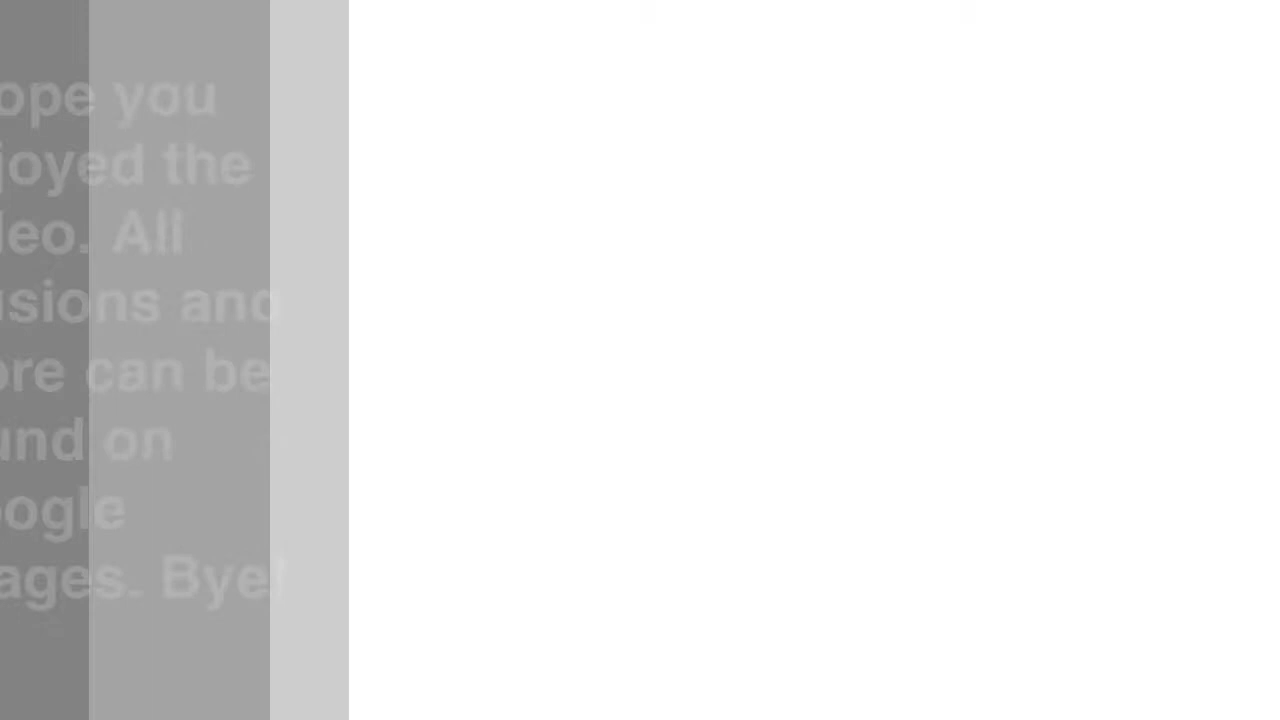 ope you
joyed the
leo. All
usions and
ore can be
und on
oogle
ages. Bye!